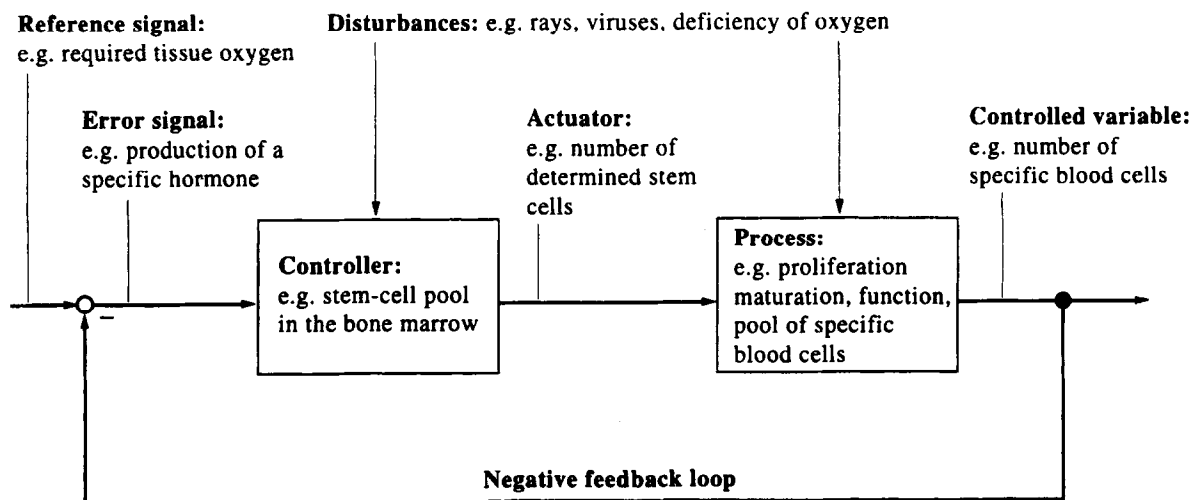 Reference signal:
e.g. required tissue oxygen
Disturbances: e.g. rays, viruses, deficiency of oxygen
Error signal:
e.g. production of a
specific hormone
Actuator:
e.g. number of
determined stem
cells
Controlled variable:
e.g. number of
specific blood cells
Controller:
e.g. stem-cell pool
in the bone marrow
Process:
e.g. proliferation
maturation, function,
pool of specific
blood cells
−
Negative feedback loop